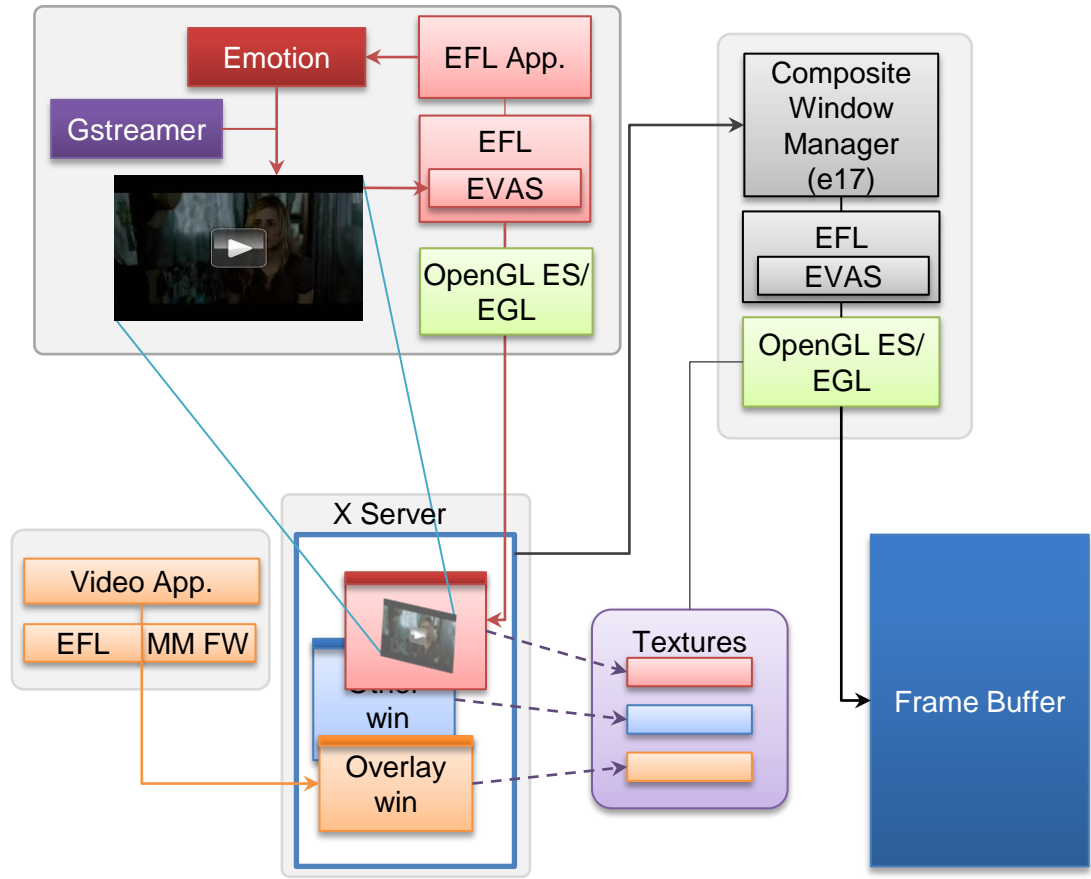 Emotion
EFL App.
Gstreamer
EFL
EVAS
OpenGL ES/
EGL
Composite
Window
Manager
(e17)
EFL
EVAS
OpenGL ES/
EGL
X Server
Video App.
EFL
MM FW
Other
win
Overlay
win
Textures
Frame Buffer